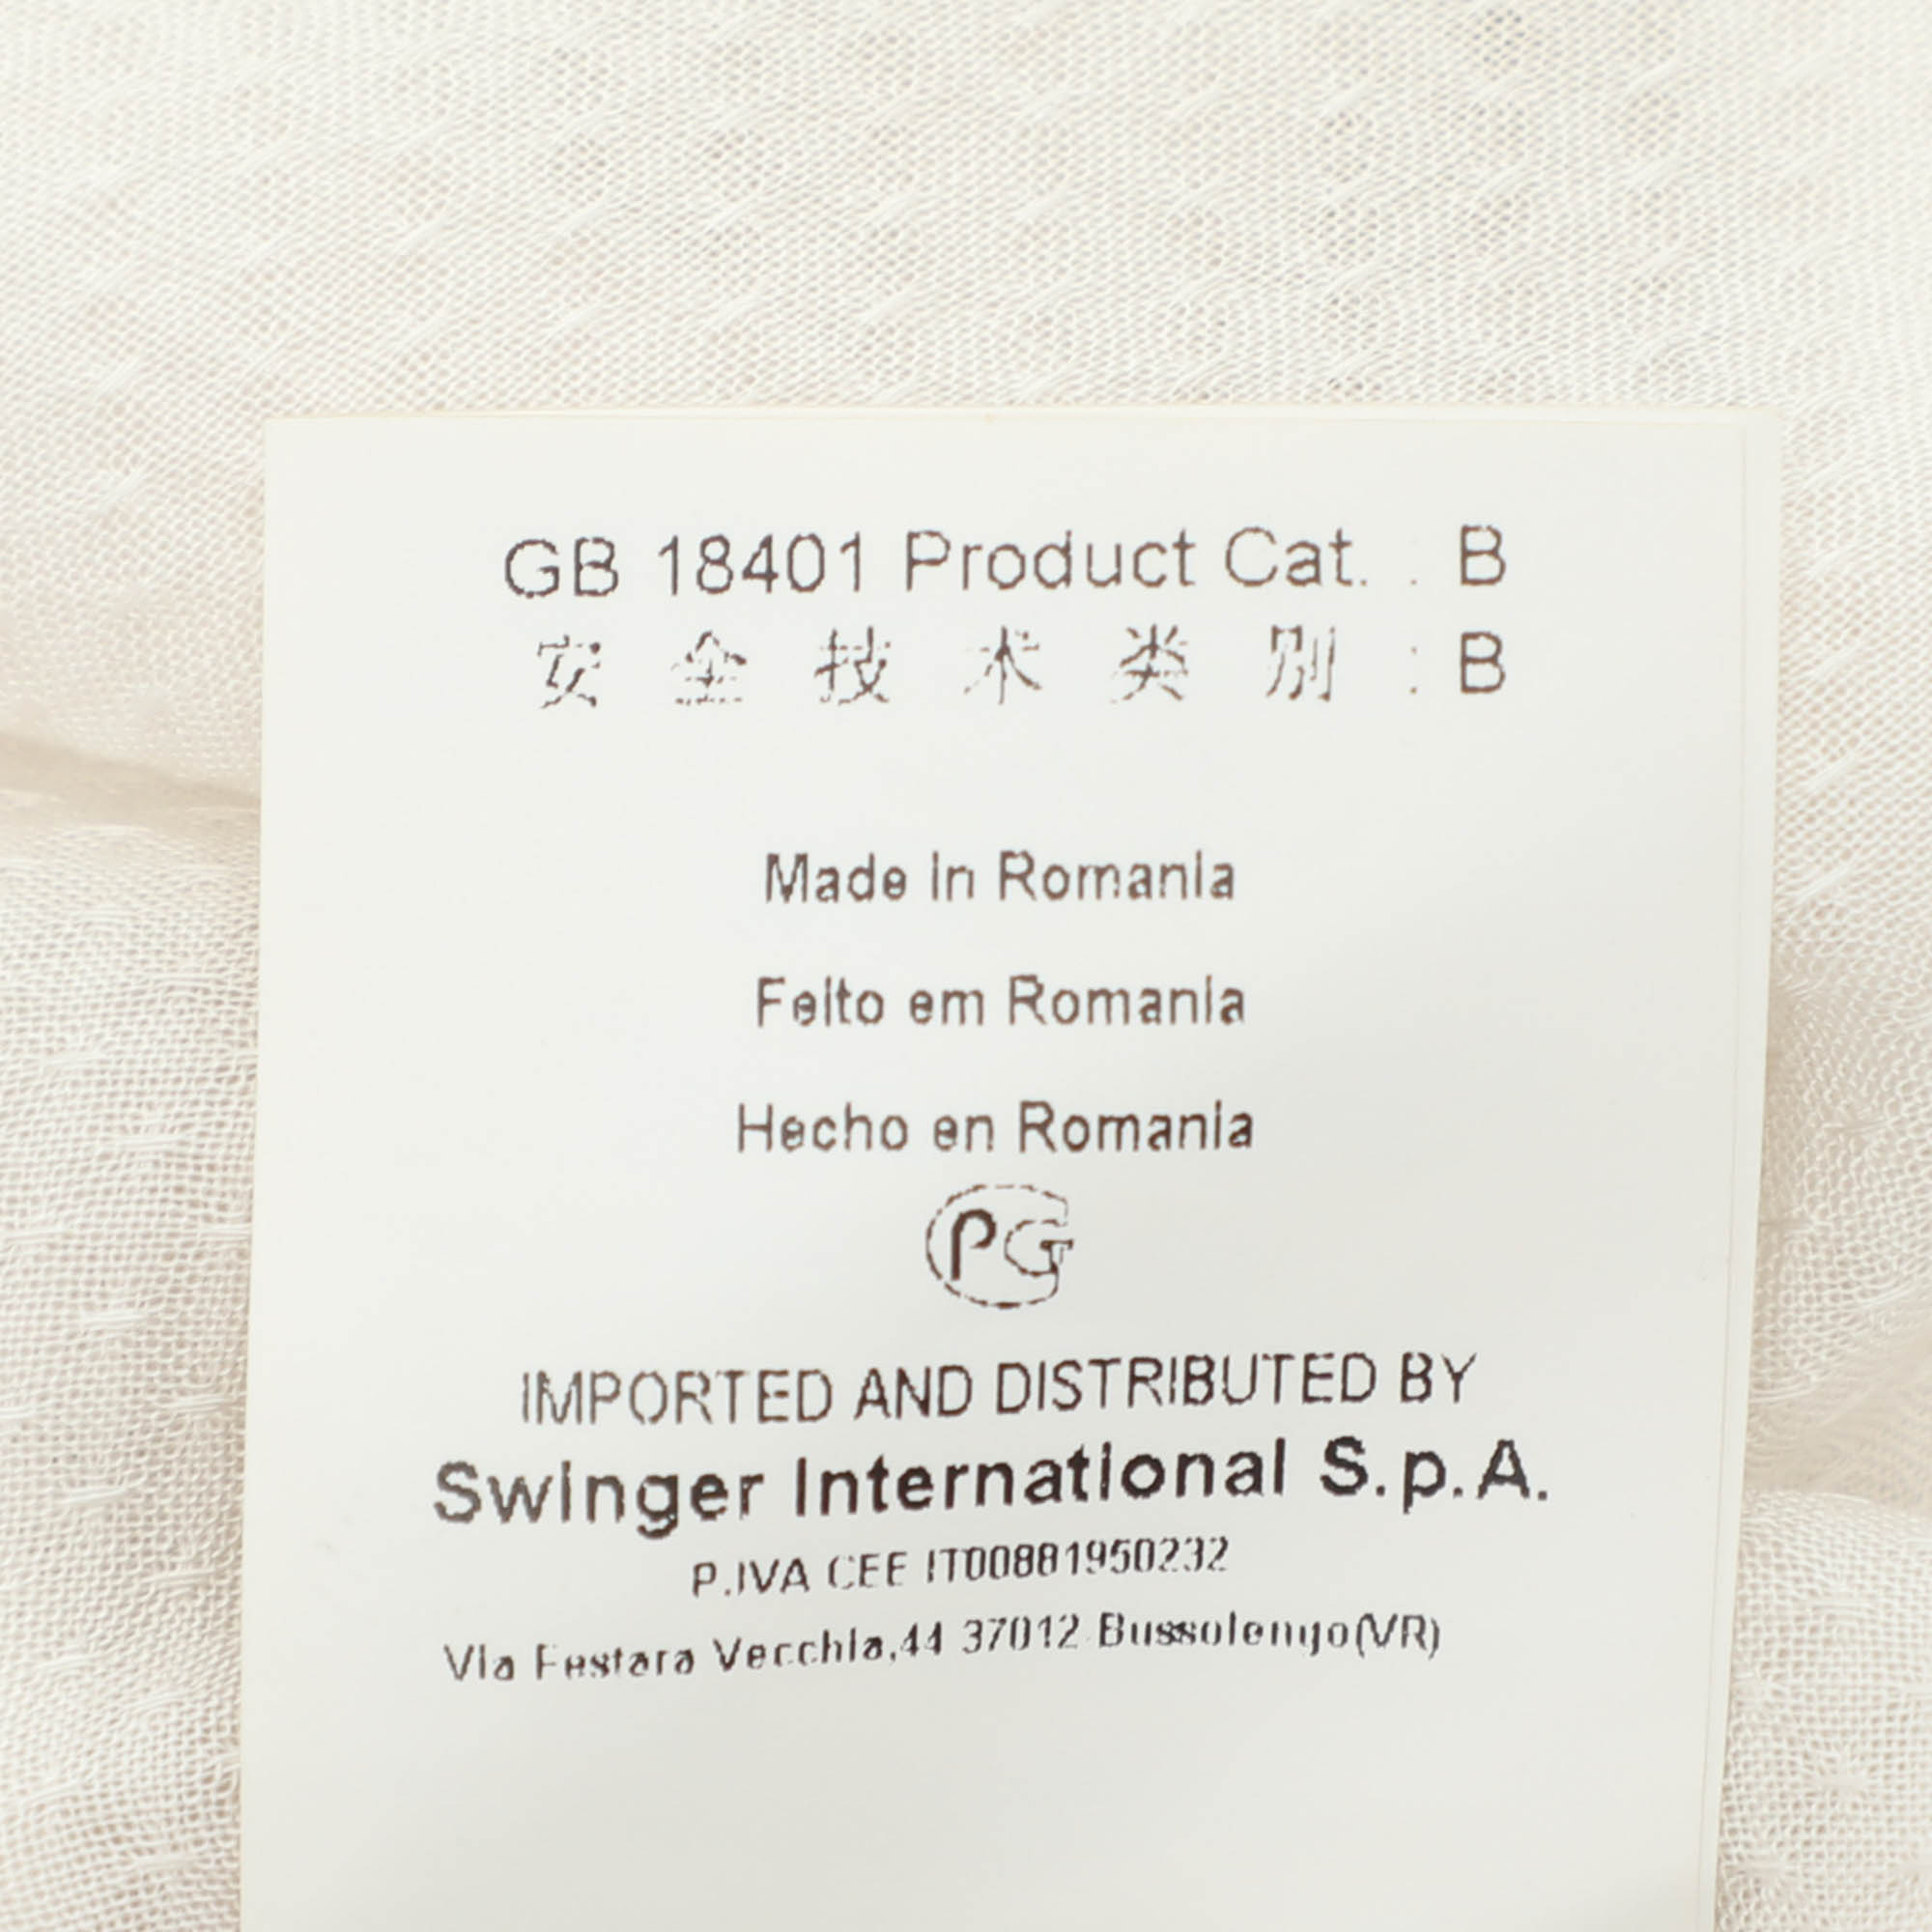 GB 18401 Product Cat. : B
安全技术类别 : B
Made in Romania
Feito em Romania
Hecho en Romania
PG
IMPORTED AND DISTRIBUTED BY
Swinger International S.p.A.
P.IVA CEE IT00881950232
Via Festara Vecchia,44 37012 Bussolengo(VR)